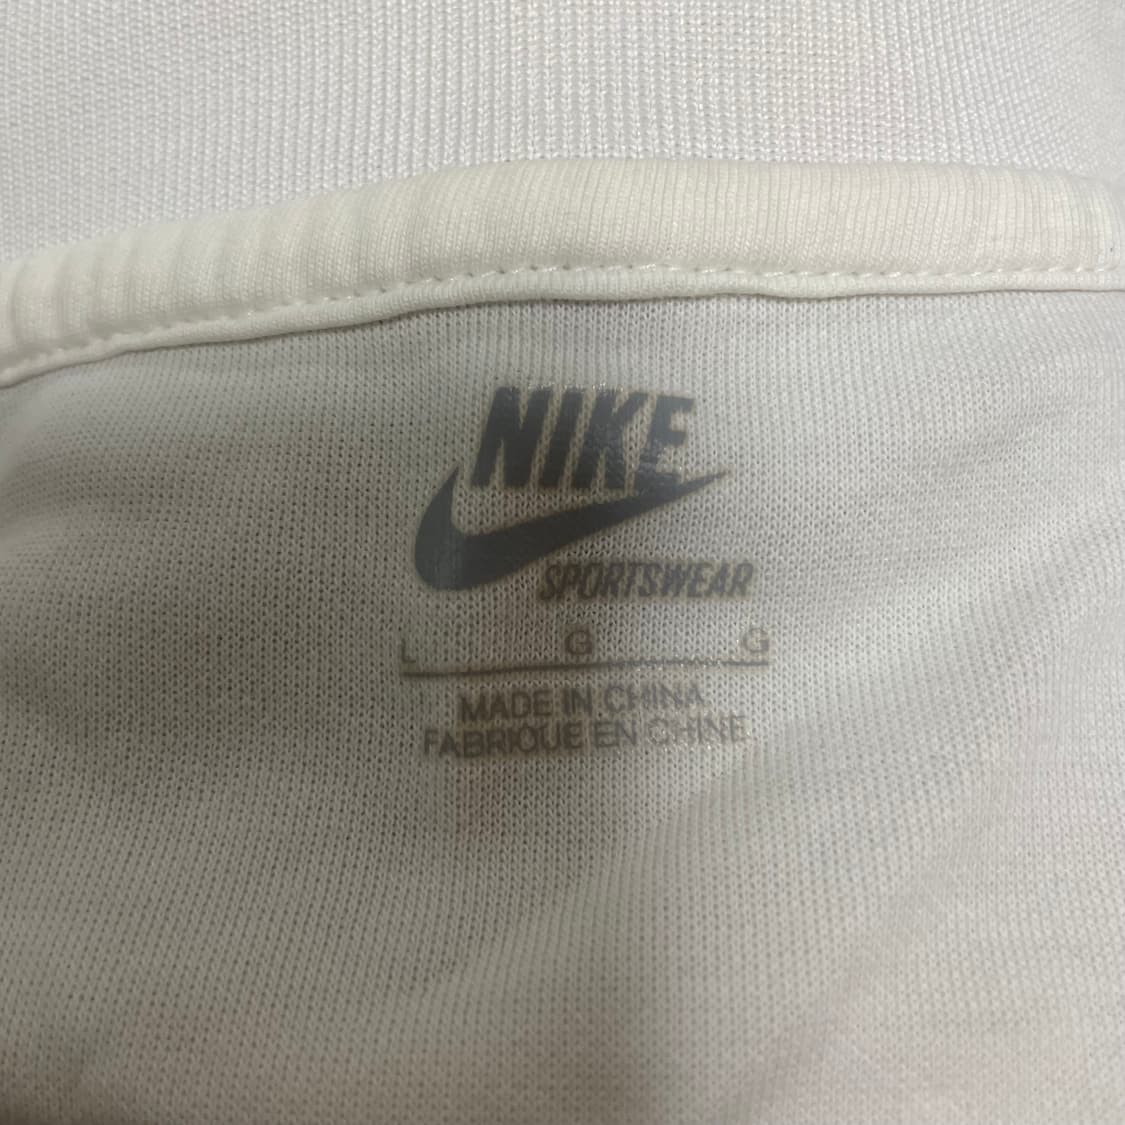 NIKE
SPORTSWEAR
L G G
MADE IN CHINA
FABRIQUE EN CHINE